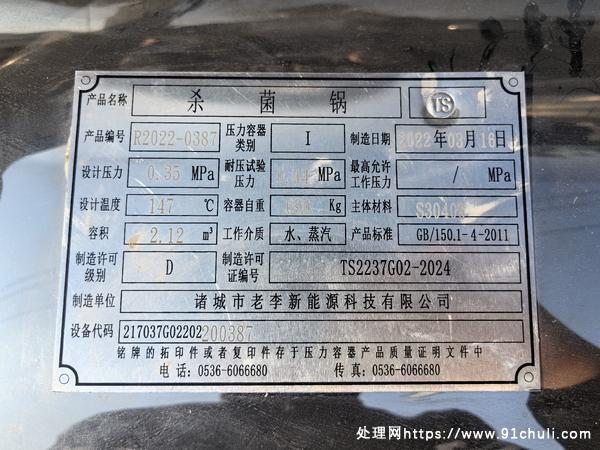 产品名称 杀菌锅 TS
产品编号 R2022-0387 压力容器类别 I 制造日期 2022年03月16日
设计压力 0.35 MPa 耐压试验压力 MPa 最高允许工作压力 / MPa
设计温度 147 ℃ 容器自重 Kg 主体材料 S30408
容积 2.12 m³ 工作介质 水、蒸汽 产品标准 GB/150.1-4-2011
制造许可级别 D 制造许可证编号 TS2237G02-2024
制造单位 诸城市老李新能源科技有限公司
设备代码 217037G02202200387
铭牌的拓印件或者复印件存于压力容器产品质量证明文件中
电话: 0536-6066680 传真: 0536-6066680
处理网https://www.91chuli.com/